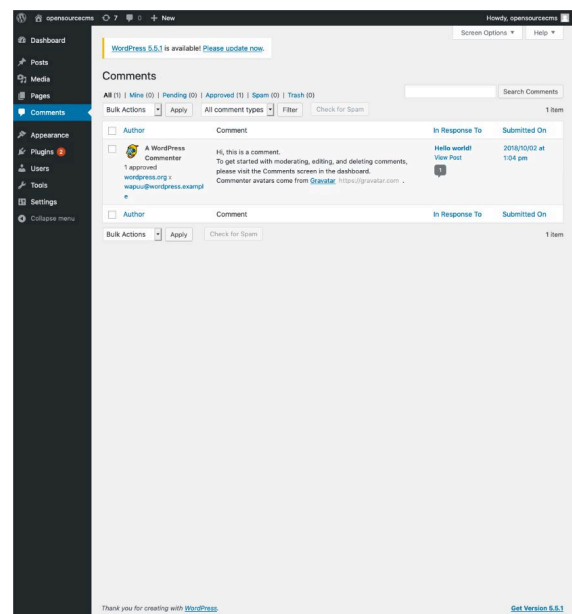 opensourcecms 7 0 + New Howdy, opensourcecms
Screen Options ▼ Help ▼
Dashboard
Posts
Media
Pages
Comments
Appearance
Plugins 2
Users
Tools
Settings
Collapse menu
WordPress 5.5.1 is available! Please update now.
Comments
All (1) | Mine (0) | Pending (0) | Approved (1) | Spam (0) | Trash (0)
Search Comments
Bulk Actions Apply All comment types Filter Check for Spam 1 item
Author Comment In Response To Submitted On
A WordPress
Commenter
1 approved
wordpress.org x
wapuu@wordpress.exampl
e
Hi, this is a comment.
To get started with moderating, editing, and deleting comments,
please visit the Comments screen in the dashboard.
Commenter avatars come from Gravatar https://gravatar.com .
Hello world!
View Post
1
2018/10/02 at
1:04 pm
Author Comment In Response To Submitted On
Bulk Actions Apply Check for Spam 1 item
Thank you for creating with WordPress. Get Version 5.5.1